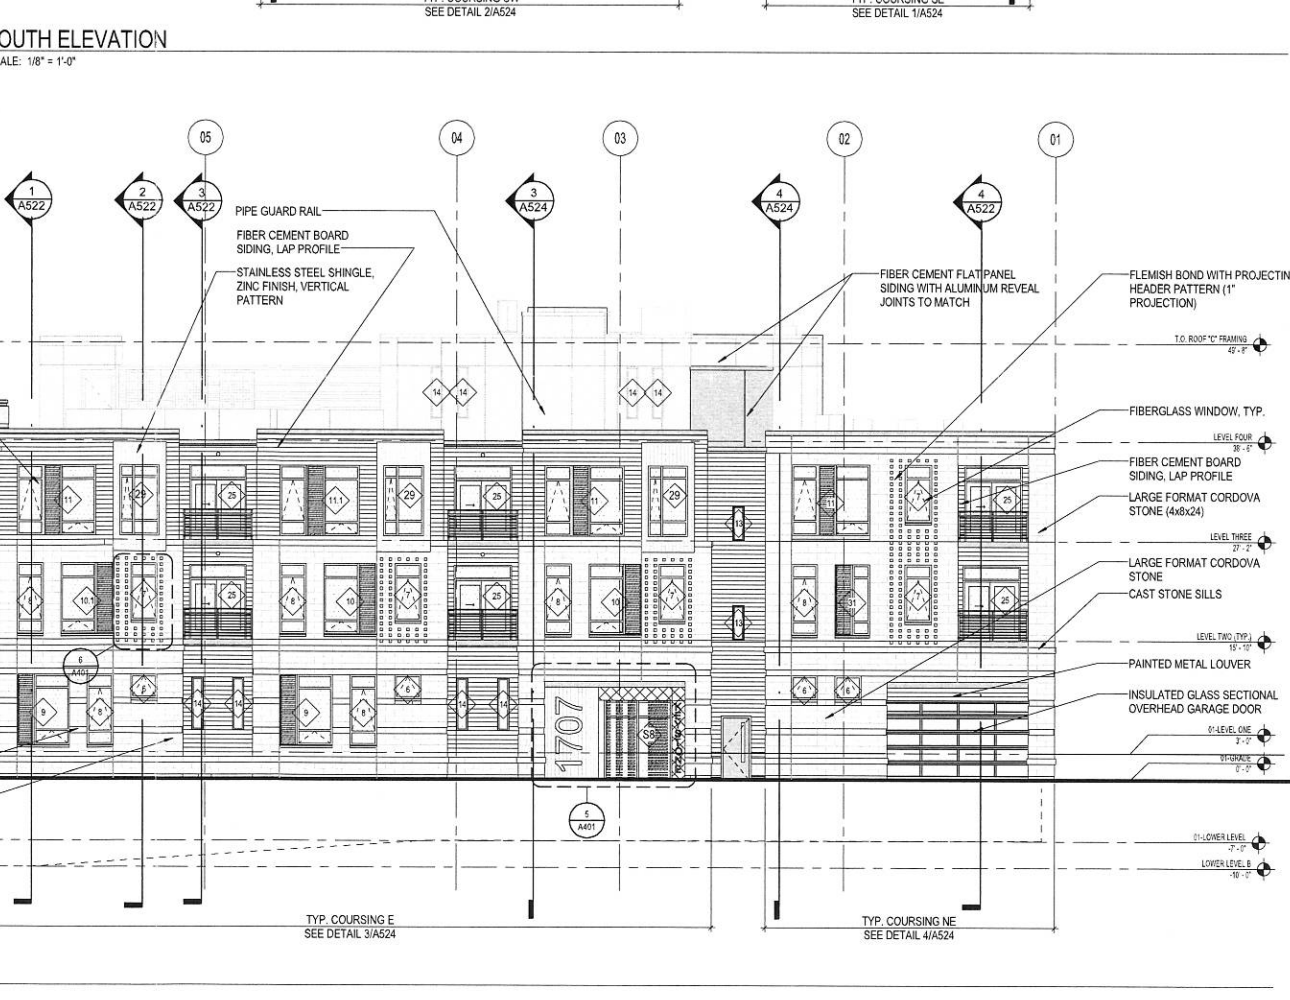 SEE DETAIL 2/A524
SEE DETAIL 1/A524
OUTH ELEVATION
ALE: 1/8" = 1'-0"
05
04
03
02
01
1
A522
2
A522
3
A522
3
A524
4
A524
4
A522
PIPE GUARD RAIL
FIBER CEMENT BOARD
SIDING, LAP PROFILE
STAINLESS STEEL SHINGLE,
ZINC FINISH, VERTICAL
PATTERN
FIBER CEMENT FLAT PANEL
SIDING WITH ALUMINUM REVEAL
JOINTS TO MATCH
FLEMISH BOND WITH PROJECTIN
HEADER PATTERN (1"
PROJECTION)
T.O. ROOF "C" FRAMING
49' - 8"
14
14
14
14
FIBERGLASS WINDOW, TYP.
LEVEL FOUR
38' - 6"
FIBER CEMENT BOARD
SIDING, LAP PROFILE
LARGE FORMAT CORDOVA
STONE (4x8x24)
11
29
25
11.1
29
25
11
29
13
11
7
25
LEVEL THREE
27' - 2"
LARGE FORMAT CORDOVA
STONE
CAST STONE SILLS
8
10.1
7
25
8
10
7
25
8
10
7
13
8
31
7
25
LEVEL TWO (TYP.)
15' - 10"
PAINTED METAL LOUVER
INSULATED GLASS SECTIONAL
OVERHEAD GARAGE DOOR
6
A401
9
8
6
14
14
9
8
6
14
14
1707
S8
KEYSTONE
6
6
01-LEVEL ONE
3' - 0"
01-GRADE
0' - 0"
5
A401
01-LOWER LEVEL
-7' - 0"
LOWER LEVEL B
-10' - 0"
TYP. COURSING E
SEE DETAIL 3/A524
TYP. COURSING NE
SEE DETAIL 4/A524